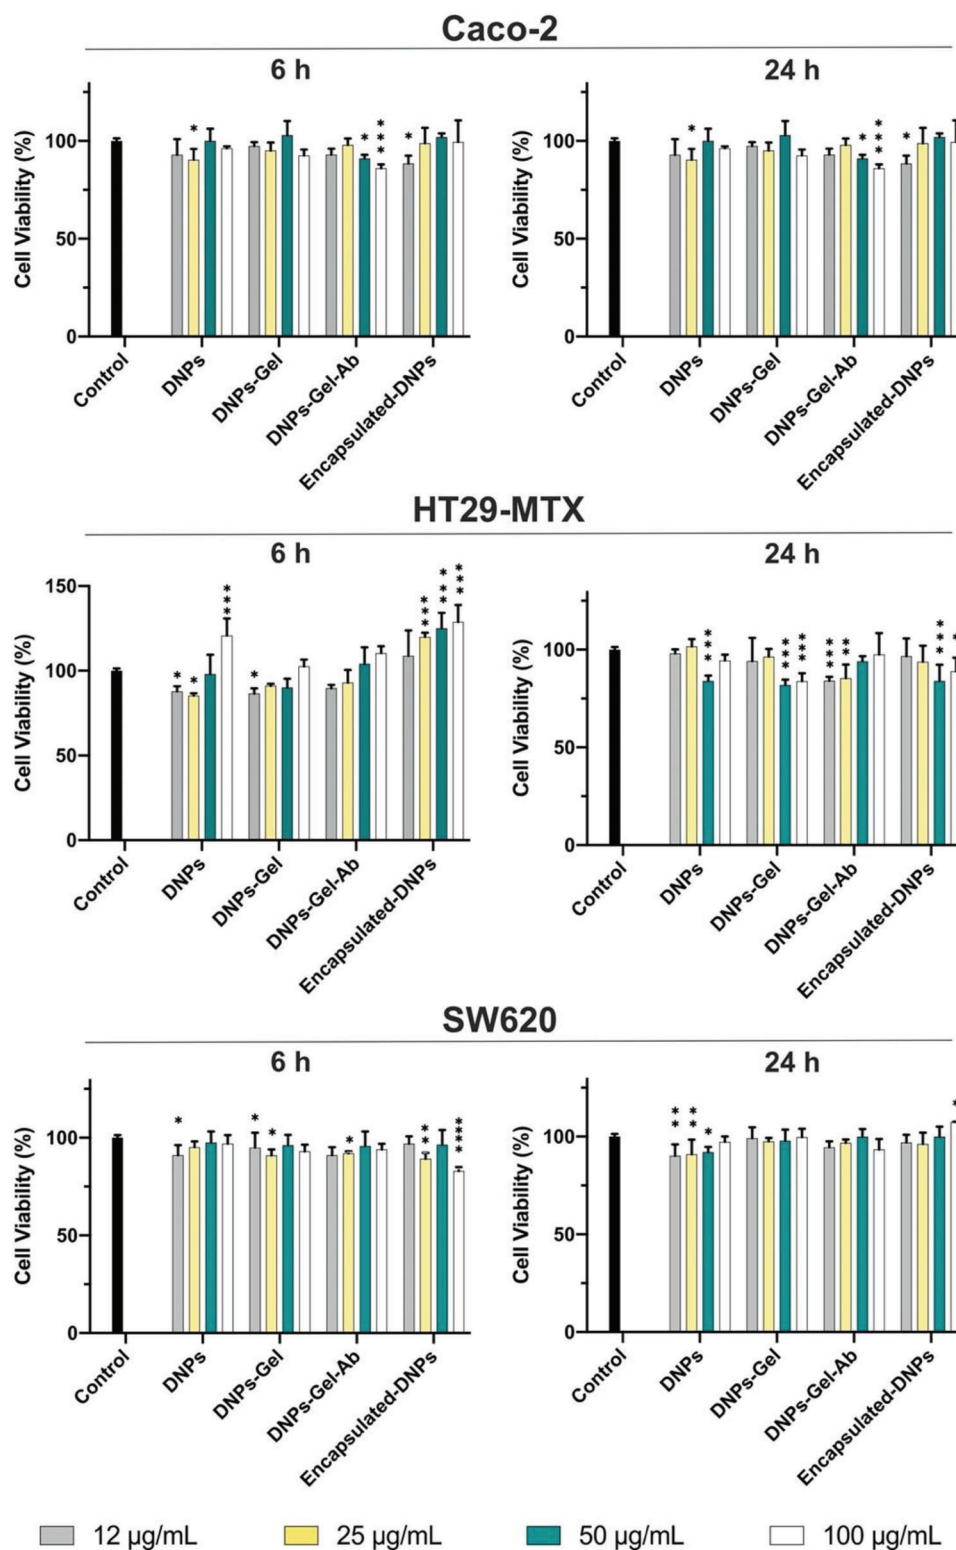 Caco-2
6 h
24 h
Cell Viability (%)
100
50
0
Control
DNPs
DNPs-Gel
DNPs-Gel-Ab
Encapsulated-DNPs
*
*
***
*
Cell Viability (%)
100
50
0
Control
DNPs
DNPs-Gel
DNPs-Gel-Ab
Encapsulated-DNPs
*
*
***
*
HT29-MTX
6 h
24 h
Cell Viability (%)
150
100
50
0
Control
DNPs
DNPs-Gel
DNPs-Gel-Ab
Encapsulated-DNPs
*
*
***
*
***
***
***
Cell Viability (%)
100
50
0
Control
DNPs
DNPs-Gel
DNPs-Gel-Ab
Encapsulated-DNPs
***
***
***
***
**
***
SW620
6 h
24 h
Cell Viability (%)
100
50
0
Control
DNPs
DNPs-Gel
DNPs-Gel-Ab
Encapsulated-DNPs
*
*
*
*
**
****
Cell Viability (%)
100
50
0
Control
DNPs
DNPs-Gel
DNPs-Gel-Ab
Encapsulated-DNPs
**
**
*
12 µg/mL
25 µg/mL
50 µg/mL
100 µg/mL